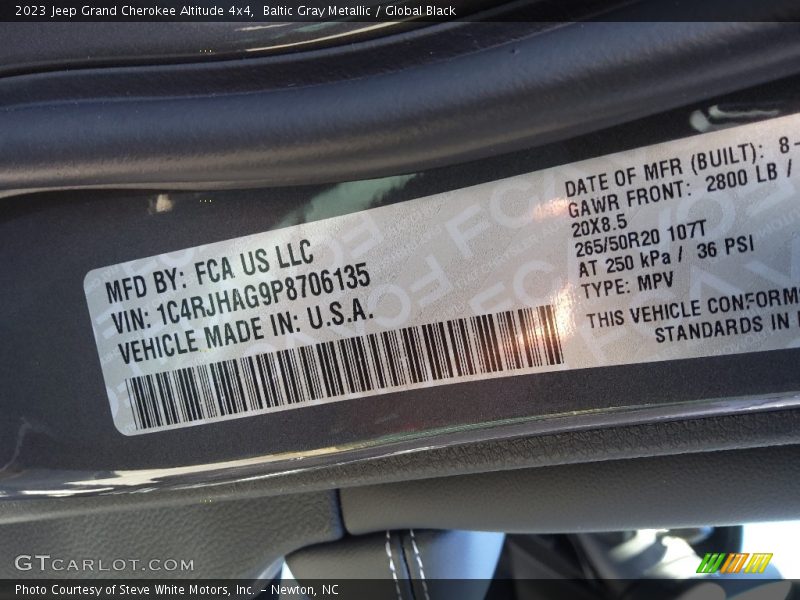 2023 Jeep Grand Cherokee Altitude 4x4, Baltic Gray Metallic / Global Black
MFD BY: FCA US LLC
VIN: 1C4RJHAG9P8706135
VEHICLE MADE IN: U.S.A.
DATE OF MFR (BUILT): 8-
GAWR FRONT: 2800 LB /
20X8.5
265/50R20 107T
AT 250 kPa / 36 PSI
TYPE: MPV
THIS VEHICLE CONFORM
STANDARDS IN
GTCARLOT.COM
Photo Courtesy of Steve White Motors, Inc. – Newton, NC